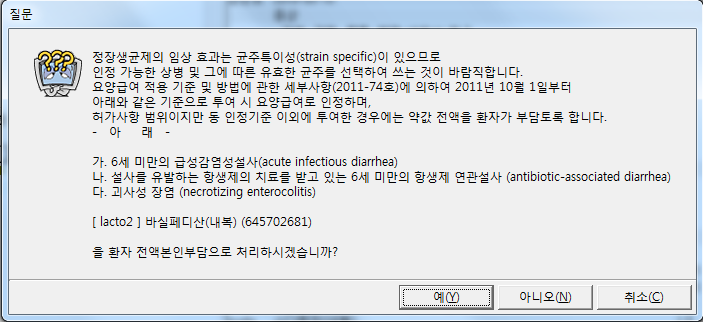 질문
정장생균제의 임상 효과는 균주특이성(strain specific)이 있으므로
인정 가능한 상병 및 그에 따른 유효한 균주를 선택하여 쓰는 것이 바람직합니다.
요양급여 적용 기준 및 방법에 관한 세부사항(2011-74호)에 의하여 2011년 10월 1일부터
아래와 같은 기준으로 투여 시 요양급여로 인정하며,
허가사항 범위이지만 동 인정기준 이외에 투여한 경우에는 약값 전액을 환자가 부담토록 합니다.
- 아 래 -
가. 6세 미만의 급성감염성설사(acute infectious diarrhea)
나. 설사를 유발하는 항생제의 치료를 받고 있는 6세 미만의 항생제 연관설사 (antibiotic-associated diarrhea)
다. 괴사성 장염 (necrotizing enterocolitis)
[ lacto2 ] 바실페디산(내복) (645702681)
을 환자 전액본인부담으로 처리하시겠습니까?
예(Y) 아니오(N) 취소(C)